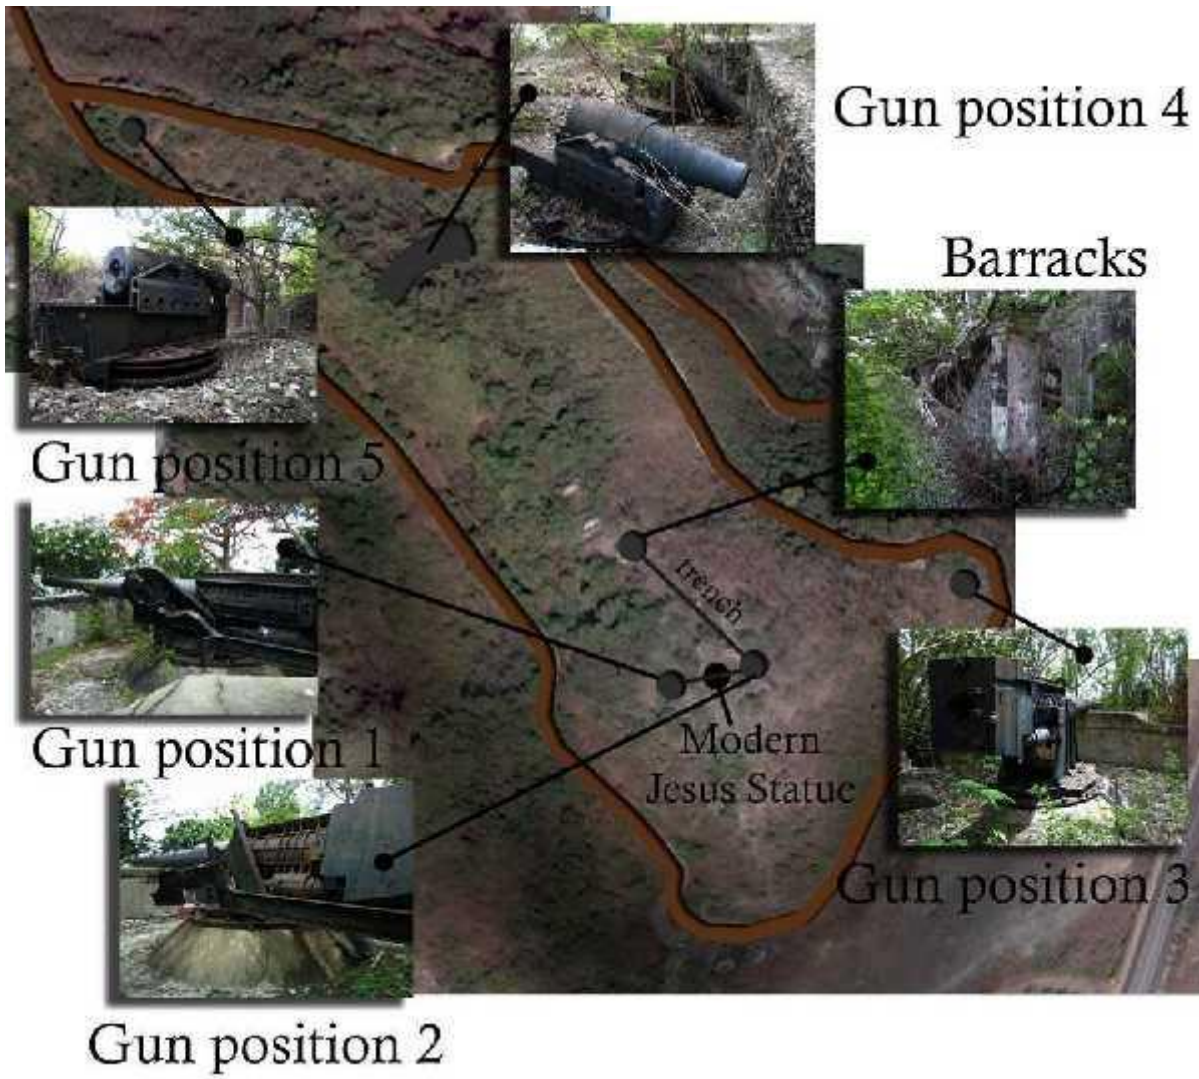 Gun position 4
Barracks
Gun position 5
trench
Gun position 1
Modern
Jesus Statue
Gun position 3
Gun position 2